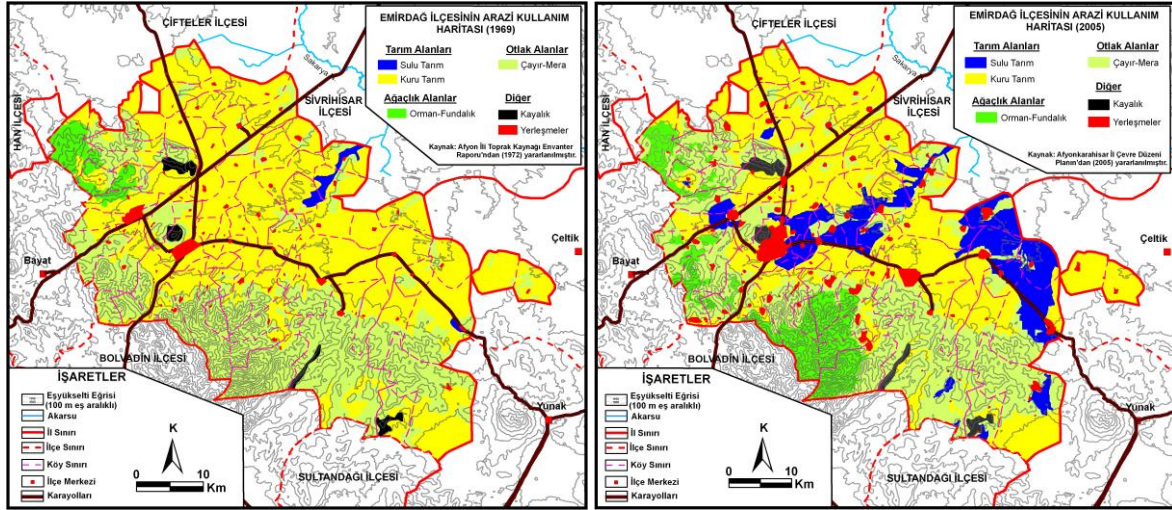 ÇİFTELER İLÇESİ
EMİRDAĞ İLÇESİNİN ARAZİ KULLANIM
HARİTASI (1969)
Tarım Alanları
Sulu Tarım
Kuru Tarım
Otlak Alanlar
Çayır-Mera
Ağaçlık Alanlar
Orman-Fundalık
Diğer
Kayalık
Yerleşmeler
Kaynak: Afyon İli Toprak Kaynağı Envanter
Raporu'ndan (1972) yararlanılmıştır.
Sakarya
SİVRİHİSAR
İLÇESİ
HAN İLÇESİ
Bayat
Çeltik
BOLVADİN İLÇESİ
Yunak
SULTANDAĞI İLÇESİ
İŞARETLER
Eşyükselti Eğrisi
(100 m eş aralıklı)
Akarsu
İl Sınırı
İlçe Sınırı
Köy Sınırı
İlçe Merkezi
Karayolları
K
0 10
Km
ÇİFTELER İLÇESİ
EMİRDAĞ İLÇESİNİN ARAZİ KULLANIM
HARİTASI (2005)
Tarım Alanları
Sulu Tarım
Kuru Tarım
Otlak Alanlar
Çayır-Mera
Ağaçlık Alanlar
Orman-Fundalık
Diğer
Kayalık
Yerleşmeler
Kaynak: Afyonkarahisar İl Çevre Düzeni
Planın'dan (2005) yararlanılmıştır.
Sakarya
SİVRİHİSAR
İLÇESİ
HAN İLÇESİ
Bayat
Çeltik
BOLVADİN İLÇESİ
Yunak
SULTANDAĞI İLÇESİ
İŞARETLER
Eşyükselti Eğrisi
(100 m eş aralıklı)
Akarsu
İl Sınırı
İlçe Sınırı
Köy Sınırı
İlçe Merkezi
Karayolları
K
0 10
Km